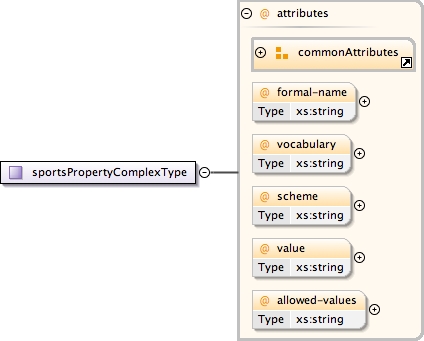 @ attributes
commonAttributes
@ formal-name
Type xs:string
@ vocabulary
Type xs:string
sportsPropertyComplexType
@ scheme
Type xs:string
@ value
Type xs:string
@ allowed-values
Type xs:string